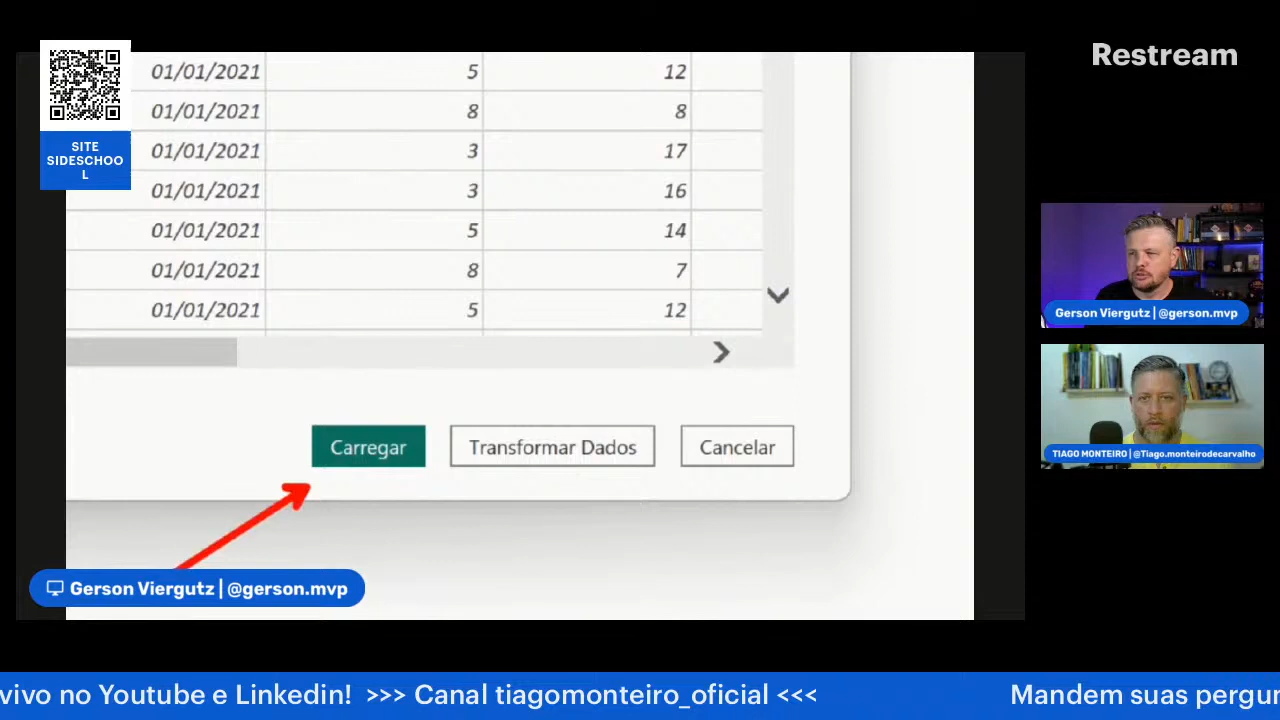 Restream
SITE
SIDESCHOO
L
01/01/2021 5 12
01/01/2021 8 8
01/01/2021 3 17
01/01/2021 3 16
01/01/2021 5 14
01/01/2021 8 7
01/01/2021 5 12
Carregar Transformar Dados Cancelar
Gerson Viergutz | @gerson.mvp
TIAGO MONTEIRO | @Tiago.monteirodecarvalho
Gerson Viergutz | @gerson.mvp
vivo no Youtube e Linkedin! >>> Canal tiagomonteiro_oficial <<< Mandem suas pergur